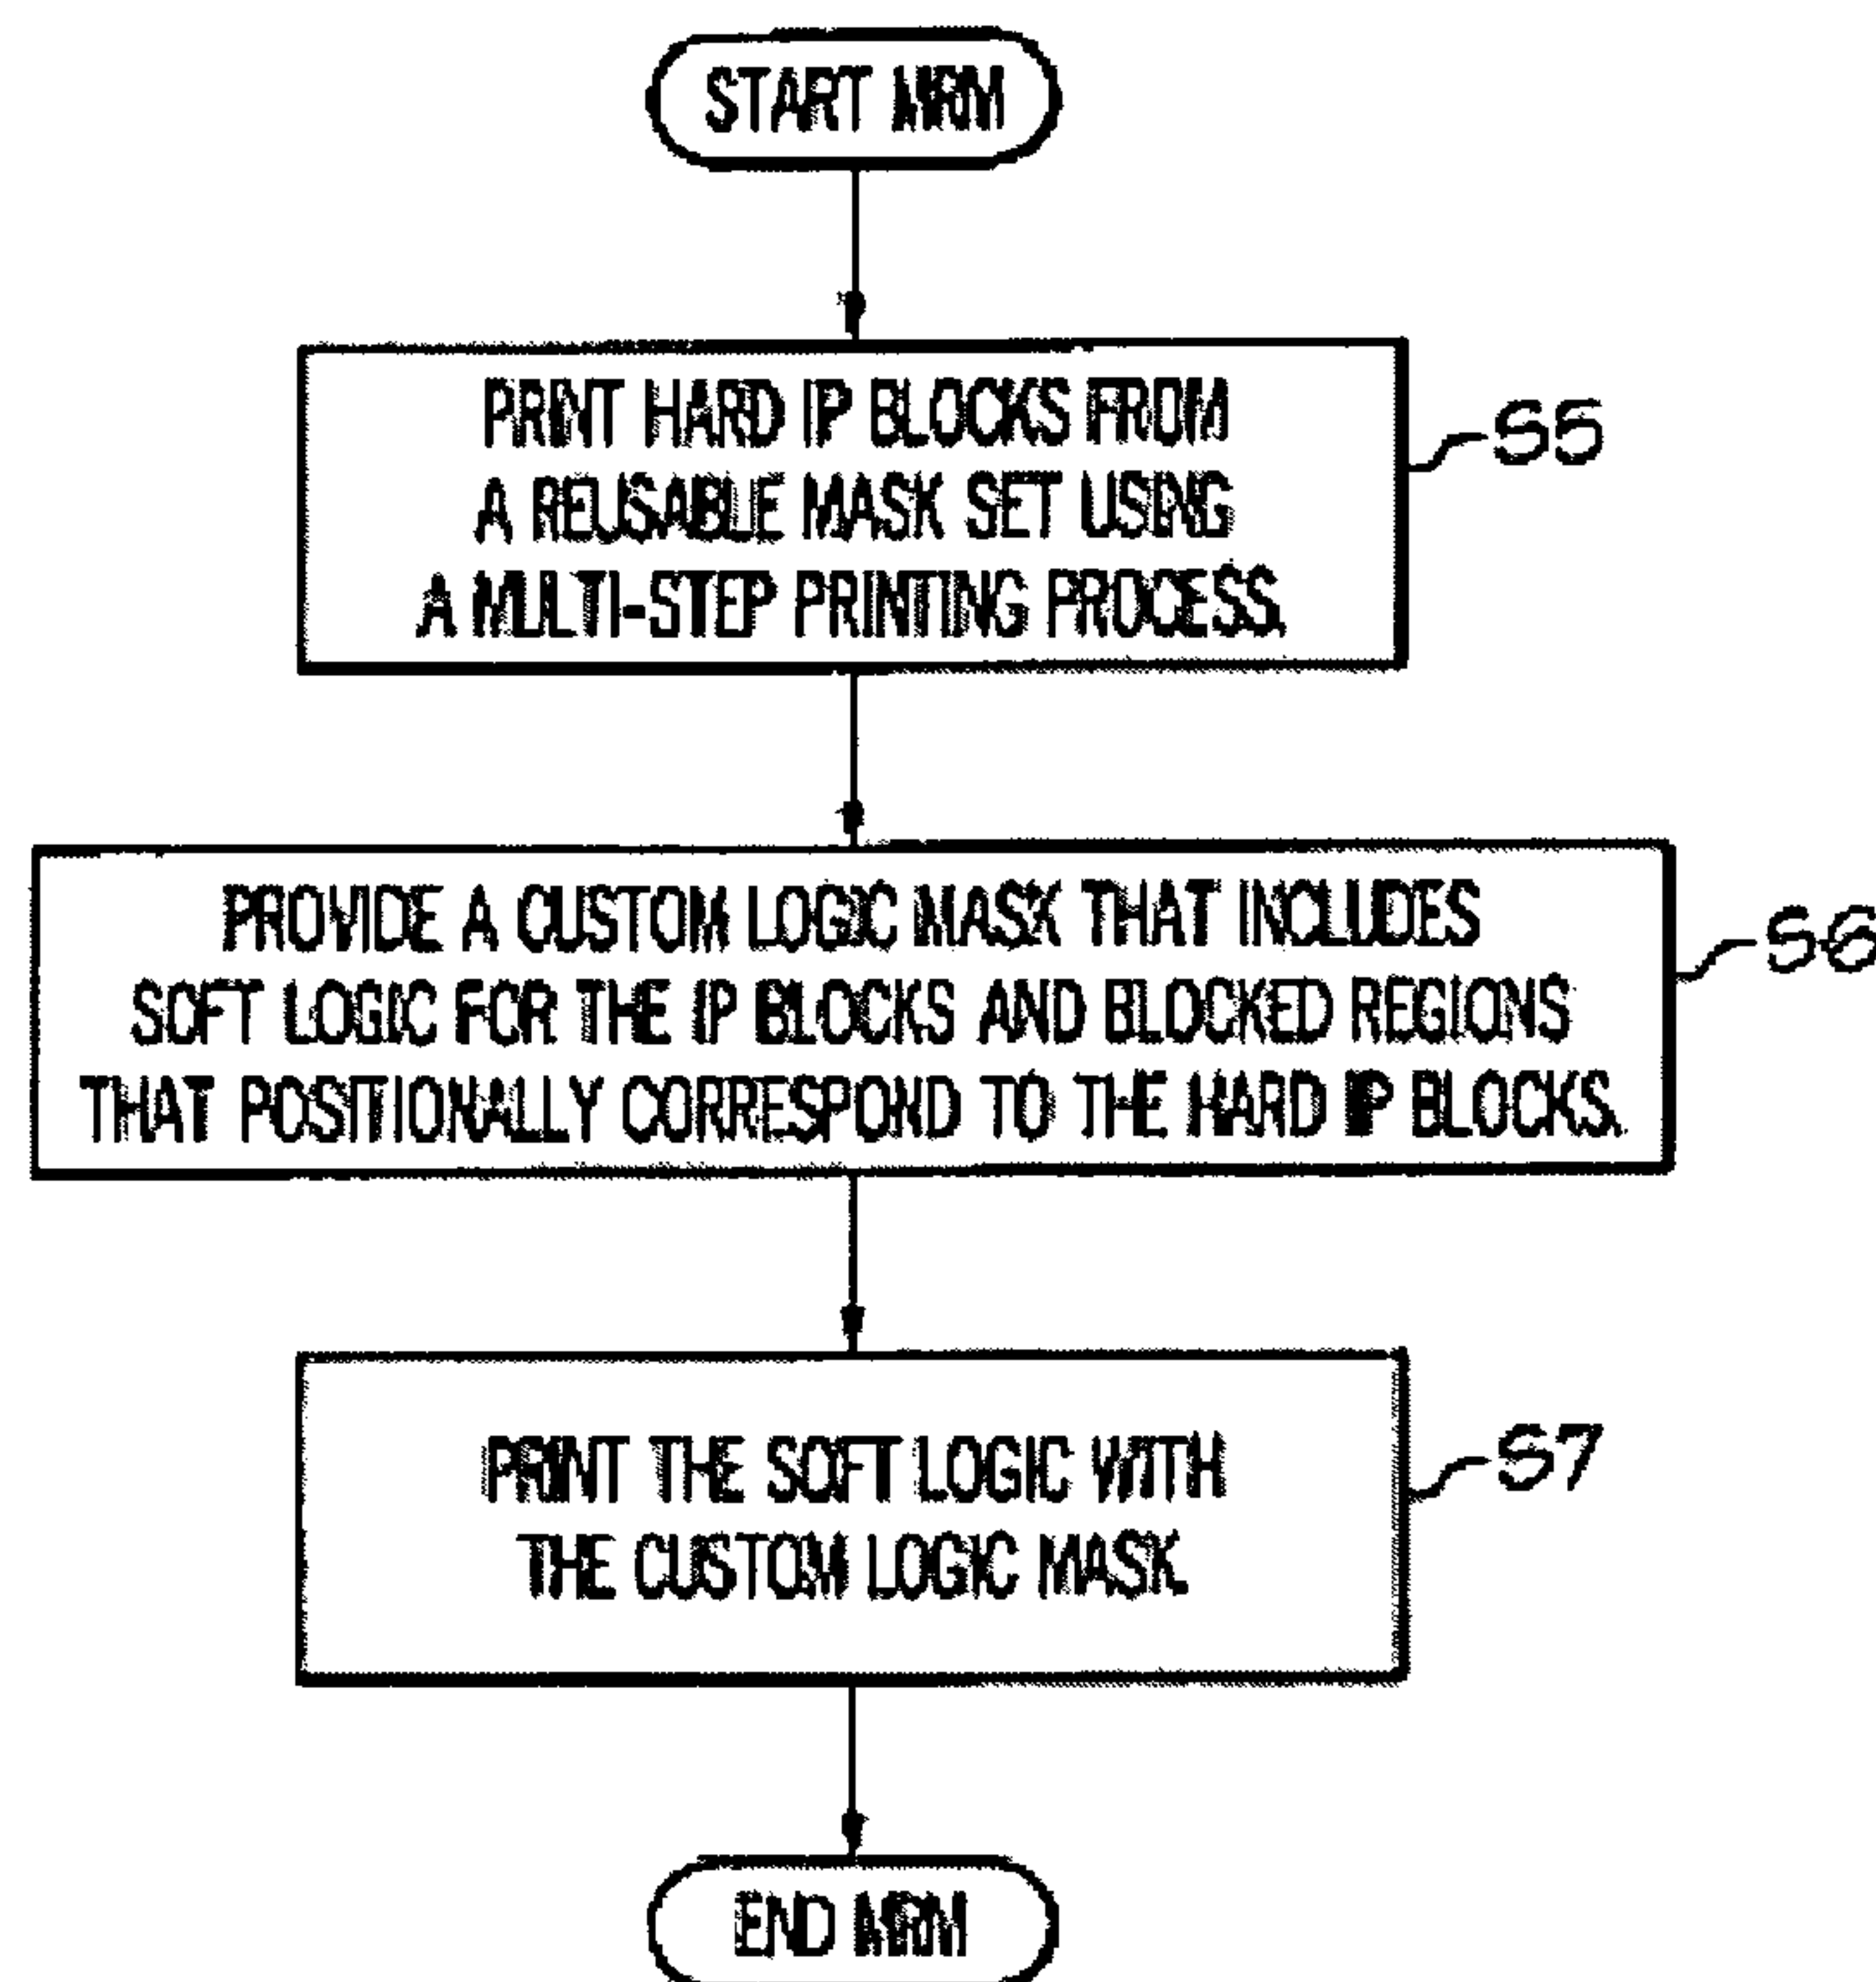 START
PRINT HARD IP BLOCKS FROM
A REUSABLE MASK SET USING
A MULTI-STEP PRINTING PROCESS.
S5
PROVIDE A CUSTOM LOGIC MASK THAT INCLUDES
SOFT LOGIC FOR THE IP BLOCKS AND BLOCKED REGIONS
THAT POSITIONALLY CORRESPOND TO THE HARD IP BLOCKS.
S6
PRINT THE SOFT LOGIC WITH
THE CUSTOM LOGIC MASK
S7
END